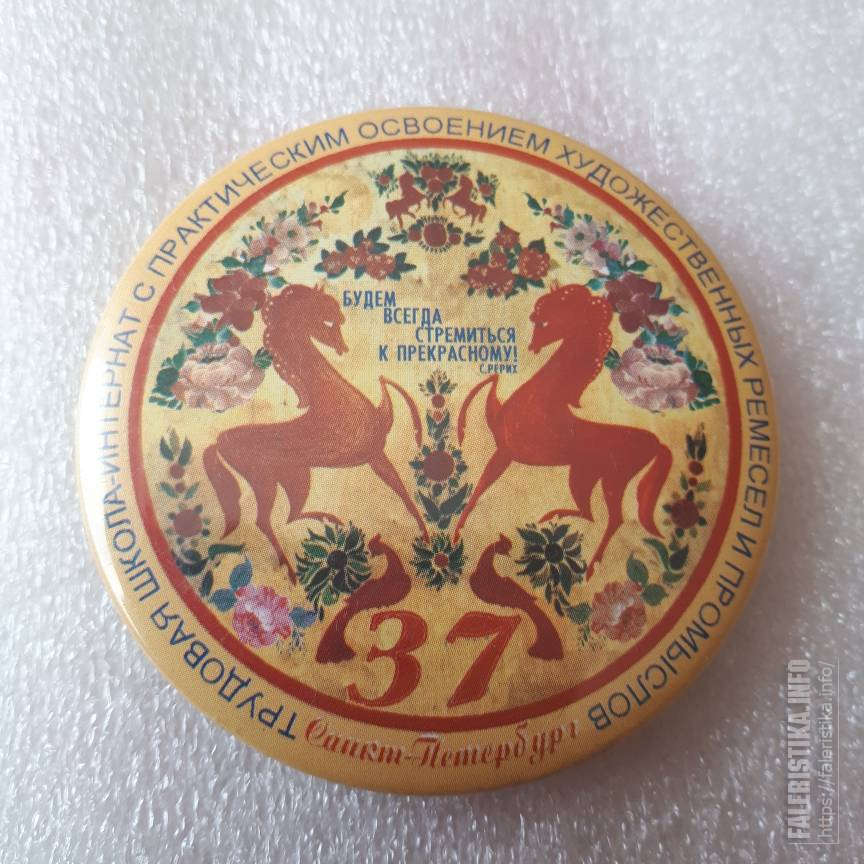 ТРУДОВАЯ ШКОЛА-ИНТЕРНАТ С ПРАКТИЧЕСКИМ ОСВОЕНИЕМ ХУДОЖЕСТВЕННЫХ РЕМЕСЕЛ И ПРОМЫСЛОВ
БУДЕМ
ВСЕГДА
СТРЕМИТЬСЯ
К ПРЕКРАСНОМУ!
С.РЕРИХ
37
Санкт-Петербург
FALERISTIKA.INFO
https://faleristika.info/